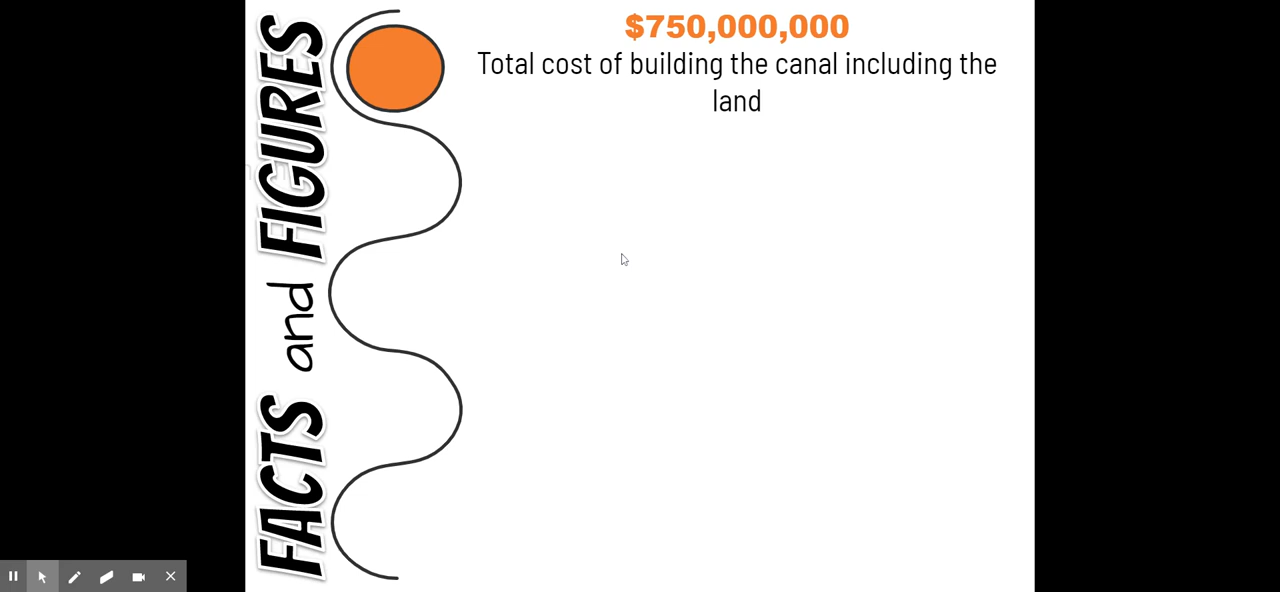 FACTS and FIGURES
$750,000,000
Total cost of building the canal including the
land